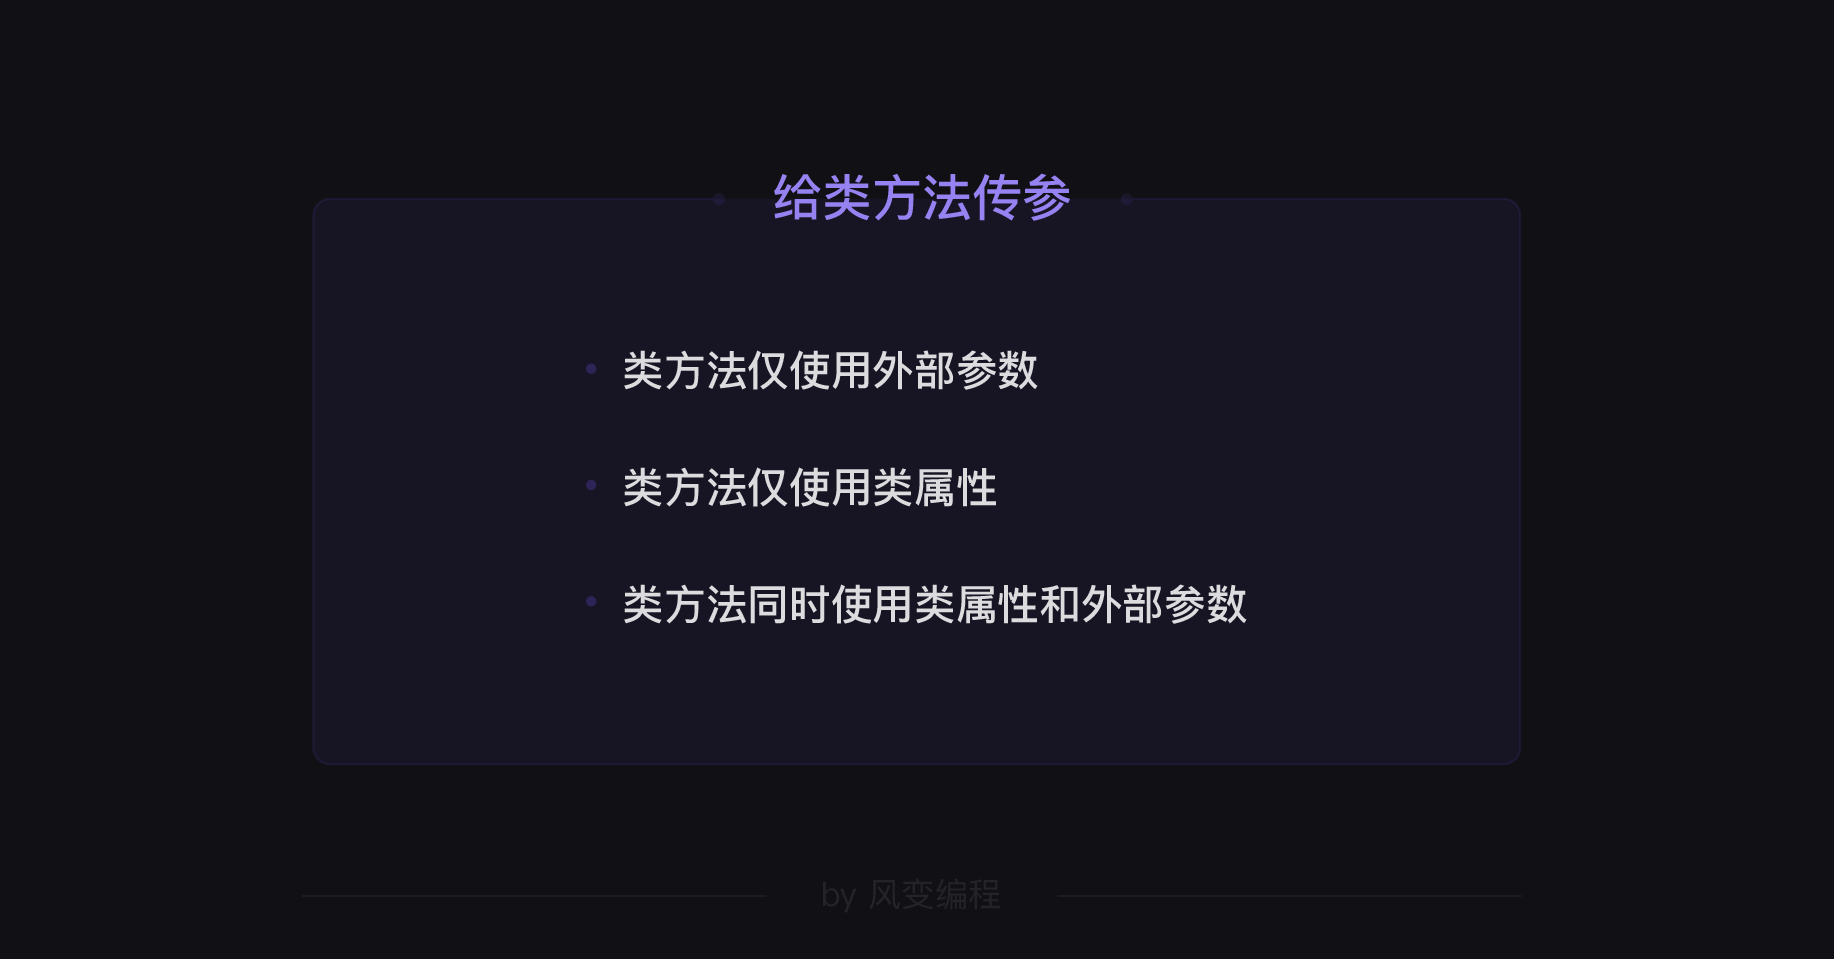 给类方法传参
类方法仅使用外部参数
类方法仅使用类属性
类方法同时使用类属性和外部参数
by 风变编程